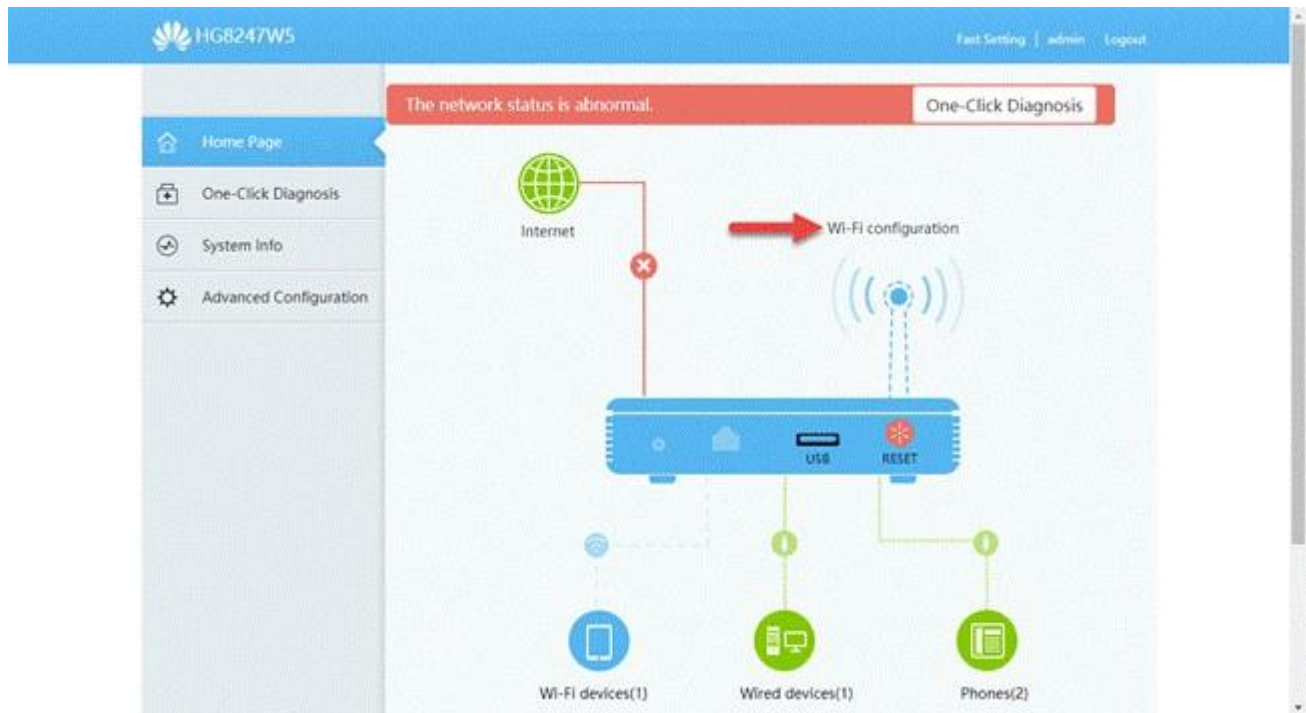 HG8247W5
Fast Setting | admin Logout
The network status is abnormal.
One-Click Diagnosis
Home Page
One-Click Diagnosis
System Info
Advanced Configuration
Internet
Wi-Fi configuration
USB
RESET
Wi-Fi devices(1)
Wired devices(1)
Phones(2)